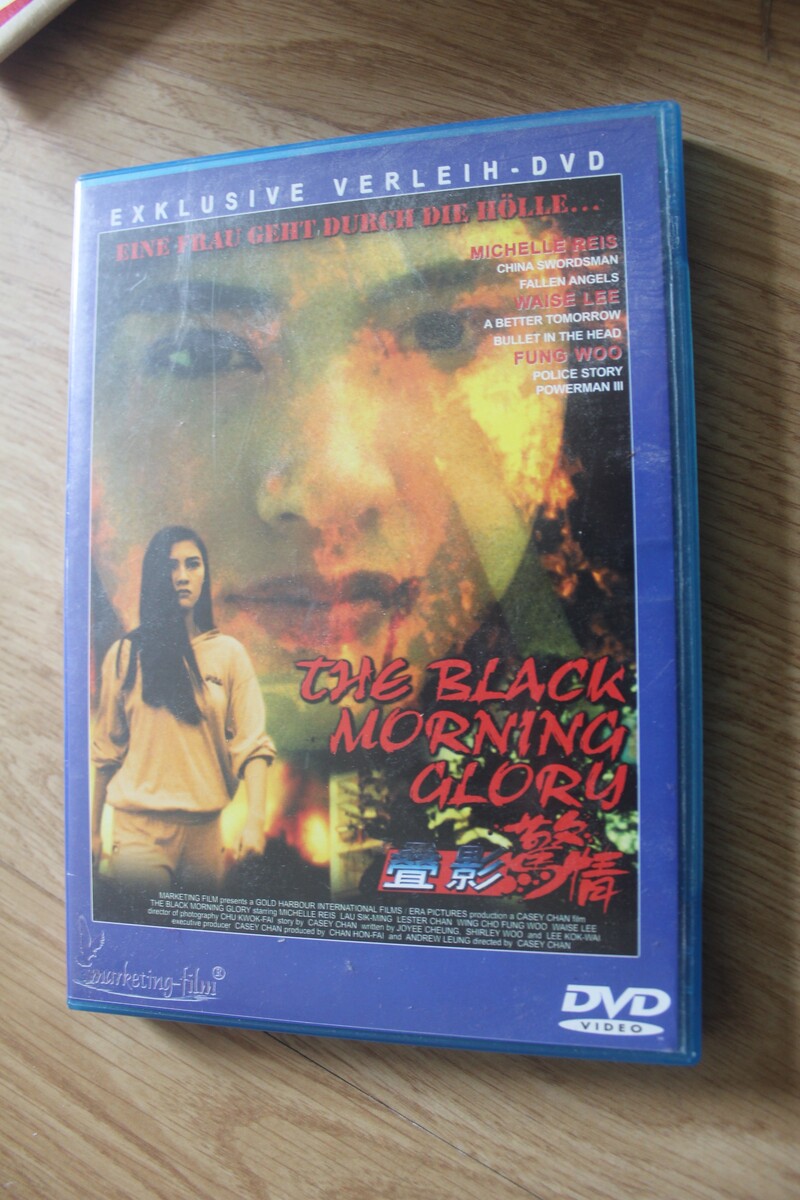 EXKLUSIVE VERLEIH-DVD
EINE FRAU GEHT DURCH DIE HÖLLE...
MICHELLE REIS
CHINA SWORDSMAN
FALLEN ANGELS
WAISE LEE
A BETTER TOMORROW
BULLET IN THE HEAD
FUNG WOO
POLICE STORY
POWERMAN III
THE BLACK
MORNING
GLORY
疊影驚情
MARKETING FILM presents a GOLD HARBOUR INTERNATIONAL FILMS / ERA PICTURES production a CASEY CHAN film
THE BLACK MORNING GLORY starring MICHELLE REIS LAU SIK-MING LESTER CHAN WING CHO FUNG WOO WAISE LEE
director of photography CHU KWOK-FAI story by CASEY CHAN written by JOYEE CHEUNG. SHIRLEY WOO and LEE KOK-WAI
executive producer CASEY CHAN produced by CHAN HON-FAI and ANDREW LEUNG directed by CASEY CHAN
marketing-film®
DVD
VIDEO